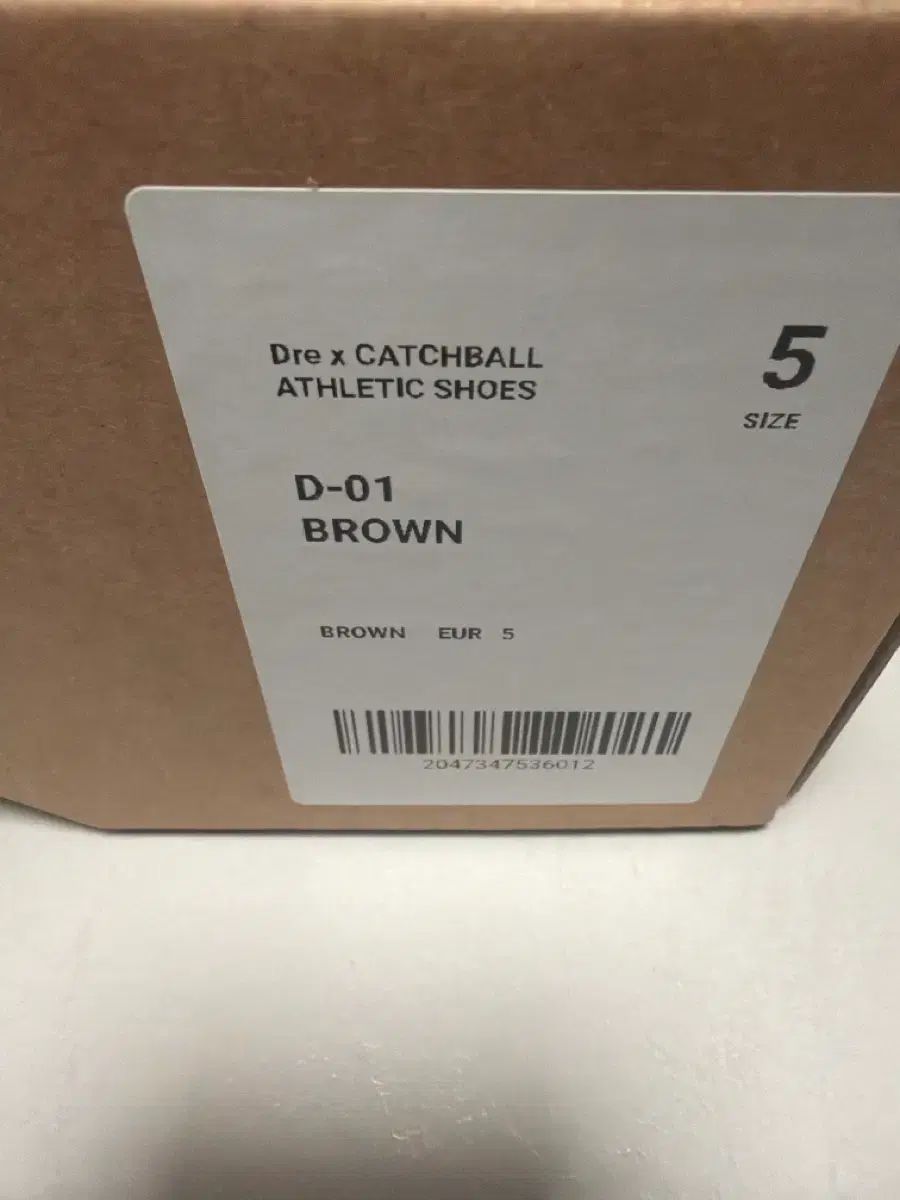 Dre x CATCHBALL
ATHLETIC SHOES
5
SIZE
D-01
BROWN
BROWN EUR 5
2047347536012